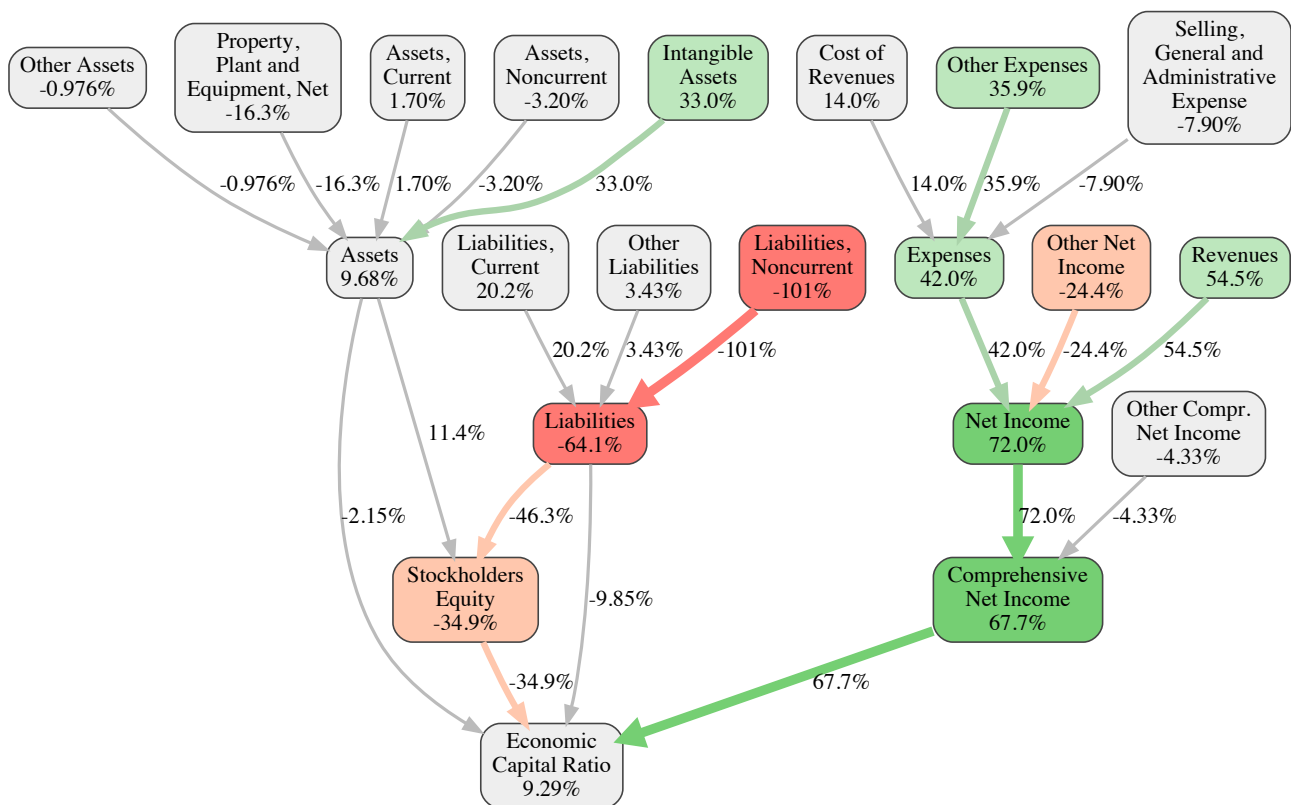 Other Assets
-0.976%
Property,
Plant and
Equipment, Net
-16.3%
Assets,
Current
1.70%
Assets,
Noncurrent
-3.20%
Intangible
Assets
33.0%
Cost of
Revenues
14.0%
Other Expenses
35.9%
Selling,
General and
Administrative
Expense
-7.90%
-0.976%
-16.3%
1.70%
-3.20%
33.0%
14.0%
35.9%
-7.90%
Assets
9.68%
Liabilities,
Current
20.2%
Other
Liabilities
3.43%
Liabilities,
Noncurrent
-101%
Expenses
42.0%
Other Net
Income
-24.4%
Revenues
54.5%
20.2%
3.43%
-101%
42.0%
-24.4%
54.5%
11.4%
Liabilities
-64.1%
Net Income
72.0%
Other Compr.
Net Income
-4.33%
-2.15%
-46.3%
72.0%
-4.33%
Stockholders
Equity
-34.9%
-9.85%
Comprehensive
Net Income
67.7%
-34.9%
67.7%
Economic
Capital Ratio
9.29%